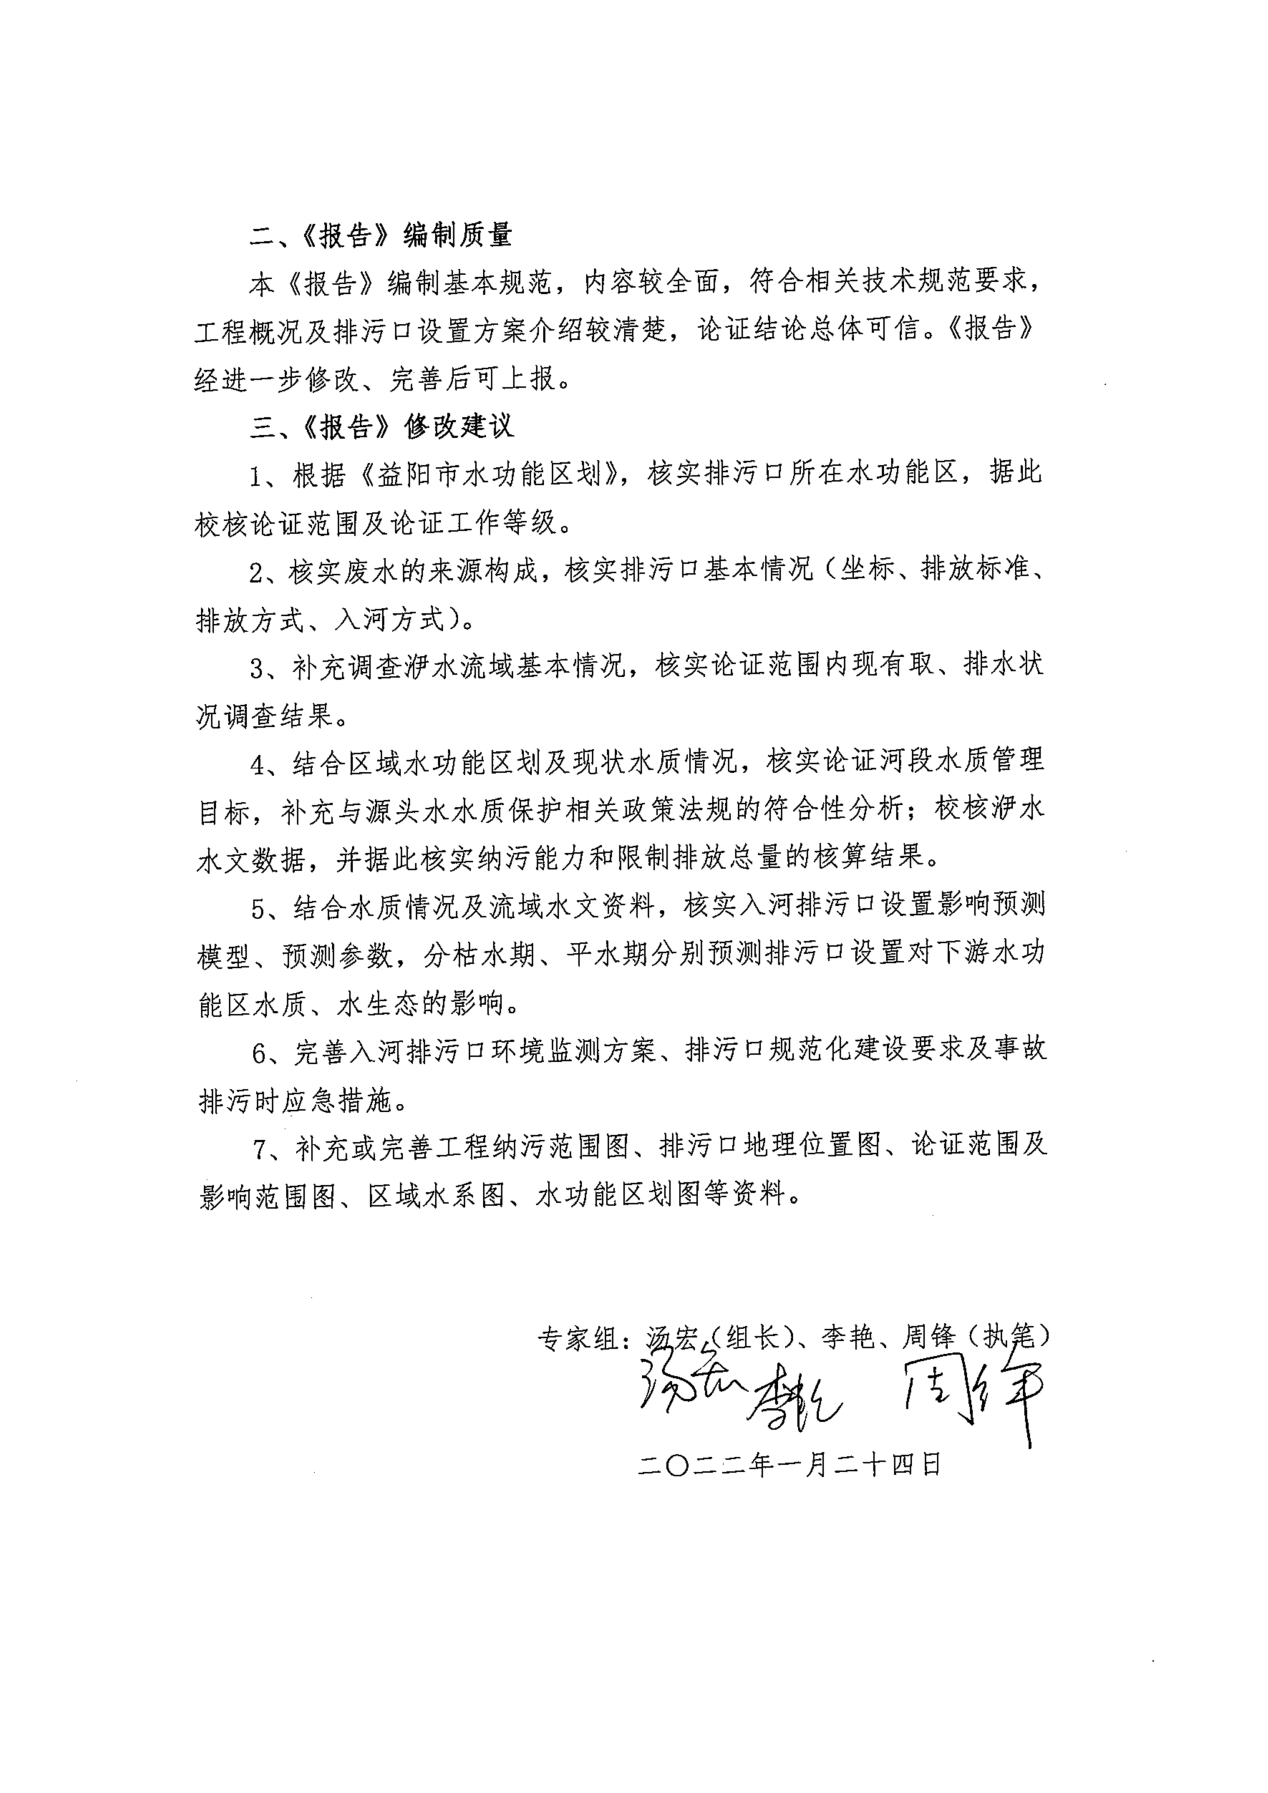 二、《报告》编制质量
本《报告》编制基本规范，内容较全面，符合相关技术规范要求，
工程概况及排污口设置方案介绍较清楚，论证结论总体可信。《报告》
经进一步修改、完善后可上报。
三、《报告》修改建议
1、根据《益阳市水功能区划》，核实排污口所在水功能区，据此
校核论证范围及论证工作等级。
2、核实废水的来源构成，核实排污口基本情况（坐标、排放标准、
排放方式、入河方式）。
3、补充调查洢水流域基本情况，核实论证范围内现有取、排水状
况调查结果。
4、结合区域水功能区划及现状水质情况，核实论证河段水质管理
目标，补充与源头水水质保护相关政策法规的符合性分析；校核洢水
水文数据，并据此核实纳污能力和限制排放总量的核算结果。
5、结合水质情况及流域水文资料，核实入河排污口设置影响预测
模型、预测参数，分枯水期、平水期分别预测排污口设置对下游水功
能区水质、水生态的影响。
6、完善入河排污口环境监测方案、排污口规范化建设要求及事故
排污时应急措施。
7、补充或完善工程纳污范围图、排污口地理位置图、论证范围及
影响范围图、区域水系图、水功能区划图等资料。
专家组：汤宏（组长）、李艳、周锋（执笔）
汤宏 李艳 周锋
二〇二二年一月二十四日